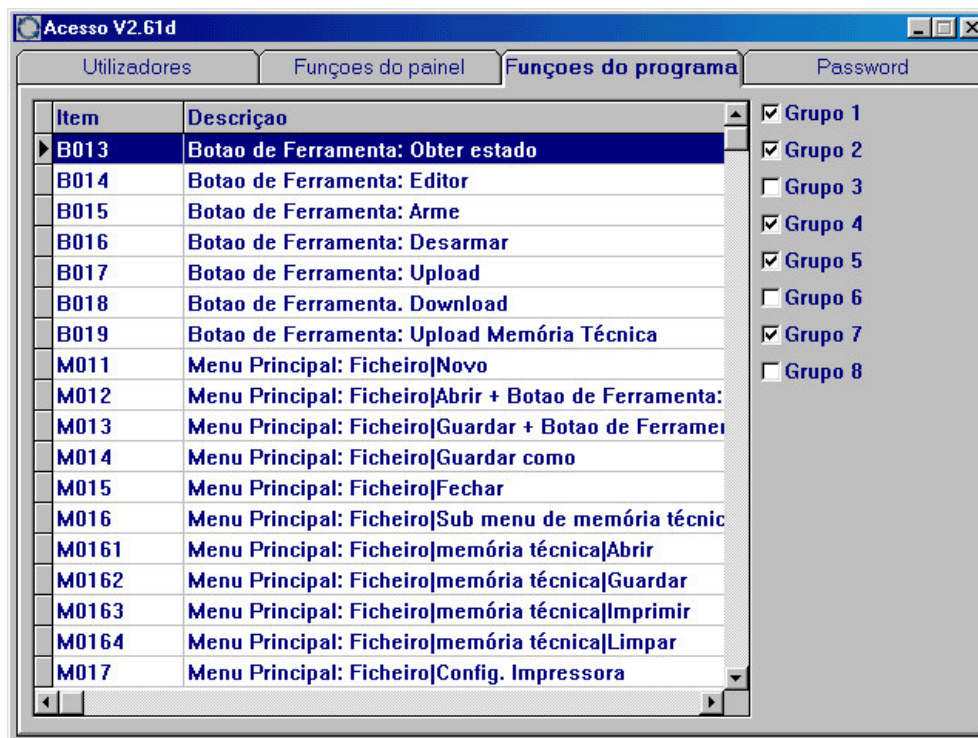 Acesso V2.61d
Utilizadores Funçoes do painel Funçoes do programa Password
Item Descriçao
B013 Botao de Ferramenta: Obter estado
B014 Botao de Ferramenta: Editor
B015 Botao de Ferramenta: Arme
B016 Botao de Ferramenta: Desarmar
B017 Botao de Ferramenta: Upload
B018 Botao de Ferramenta. Download
B019 Botao de Ferramenta: Upload Memória Técnica
M011 Menu Principal: Ficheiro|Novo
M012 Menu Principal: Ficheiro|Abrir + Botao de Ferramenta:
M013 Menu Principal: Ficheiro|Guardar + Botao de Ferramen
M014 Menu Principal: Ficheiro|Guardar como
M015 Menu Principal: Ficheiro|Fechar
M016 Menu Principal: Ficheiro|Sub menu de memória técnic
M0161 Menu Principal: Ficheiro|memória técnica|Abrir
M0162 Menu Principal: Ficheiro|memória técnica|Guardar
M0163 Menu Principal: Ficheiro|memória técnica|Imprimir
M0164 Menu Principal: Ficheiro|memória técnica|Limpar
M017 Menu Principal: Ficheiro|Config. Impressora
Grupo 1
Grupo 2
Grupo 3
Grupo 4
Grupo 5
Grupo 6
Grupo 7
Grupo 8